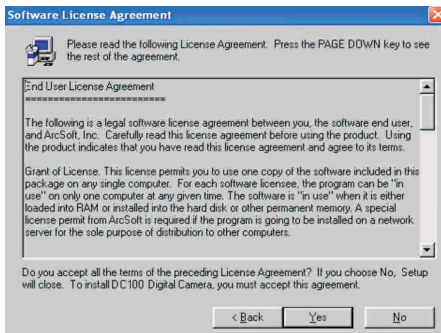 Software License Agreement
Please read the following License Agreement. Press the PAGE DOWN key to see
the rest of the agreement.
End User License Agreement
==========================
The following is a legal software license agreement between you, the software end user,
and ArcSoft, Inc. Carefully read this license agreement before using the product. Using
the product indicates that you have read this license agreement and agree to its terms.
Grant of License. This license permits you to use one copy of the software included in this
package on any single computer. For each software licensee, the program can be "in
use" on only one computer at any given time. The software is "in use" when it is either
loaded into RAM or installed into the hard disk or other permanent memory. A special
license permit from ArcSoft is required if the program is going to be installed on a network
server for the sole purpose of distribution to other computers.
Do you accept all the terms of the preceding License Agreement? If you choose No, Setup
will close. To install DC100 Digital Camera, you must accept this agreement.
< Back Yes No